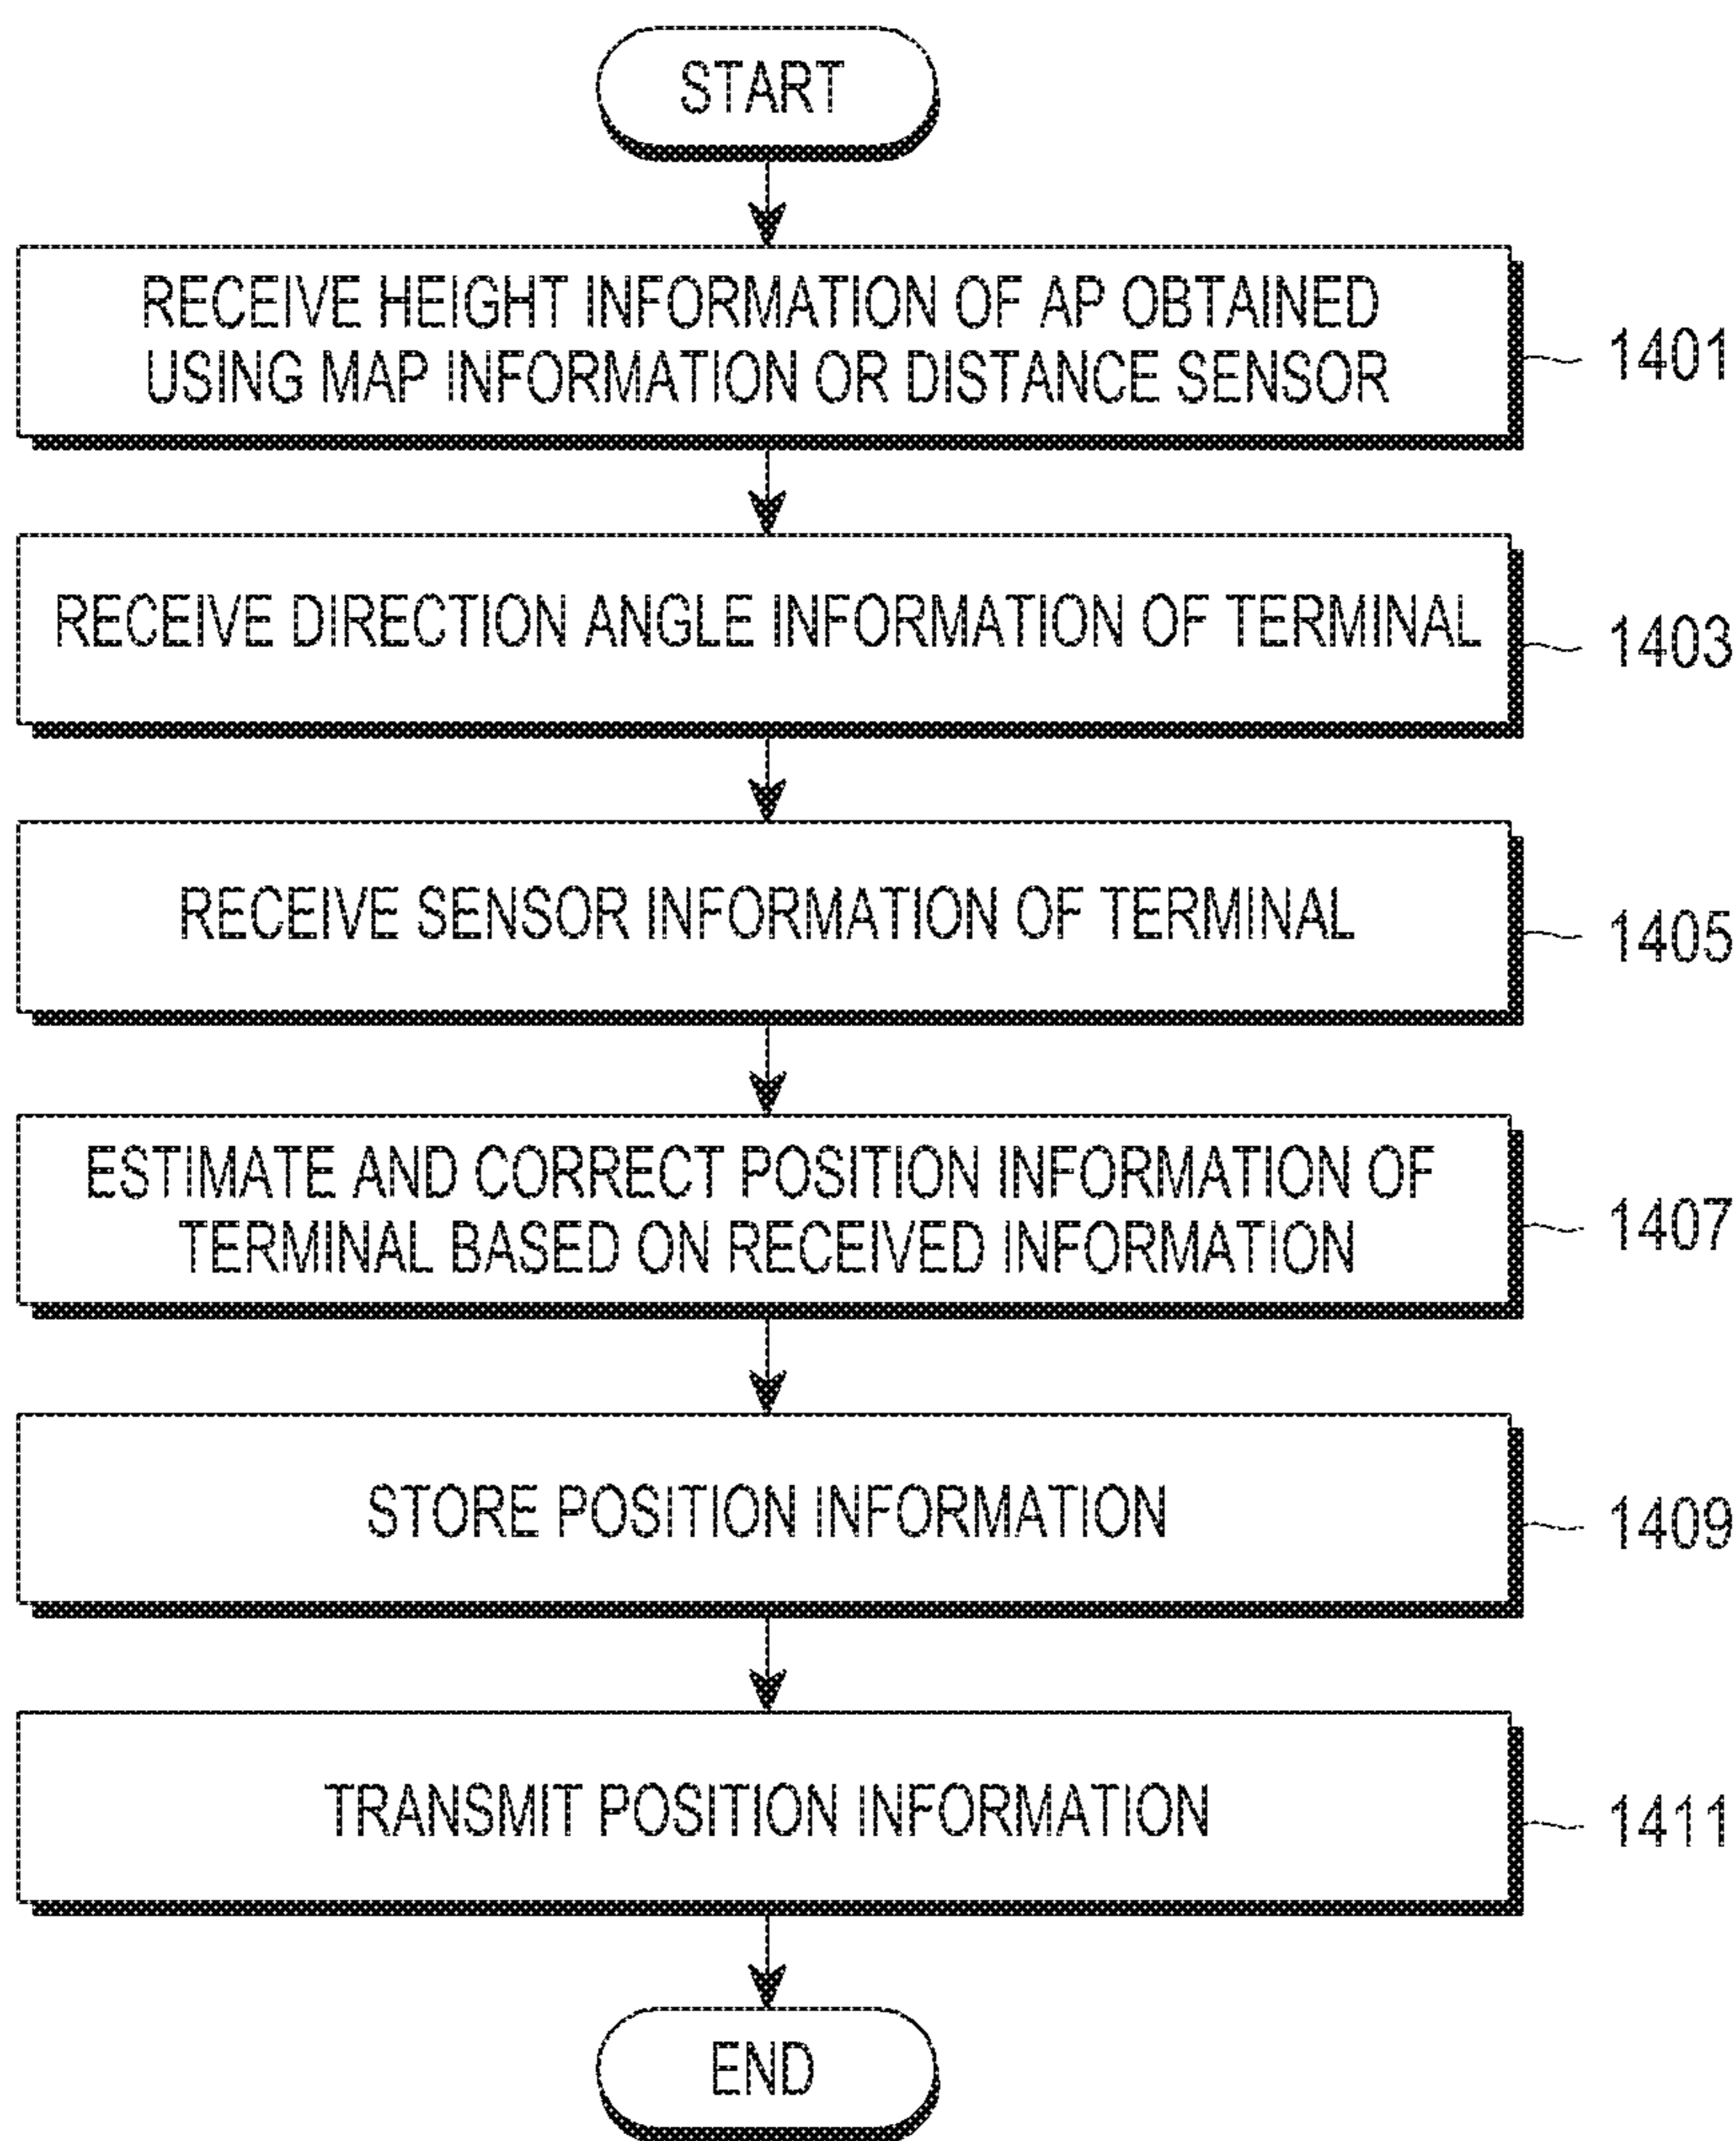 START
RECEIVE HEIGHT INFORMATION OF AP OBTAINED
USING MAP INFORMATION OR DISTANCE SENSOR
1401
RECEIVE DIRECTION ANGLE INFORMATION OF TERMINAL
1403
RECEIVE SENSOR INFORMATION OF TERMINAL
1405
ESTIMATE AND CORRECT POSITION INFORMATION OF
TERMINAL BASED ON RECEIVED INFORMATION
1407
STORE POSITION INFORMATION
1409
TRANSMIT POSITION INFORMATION
1411
END